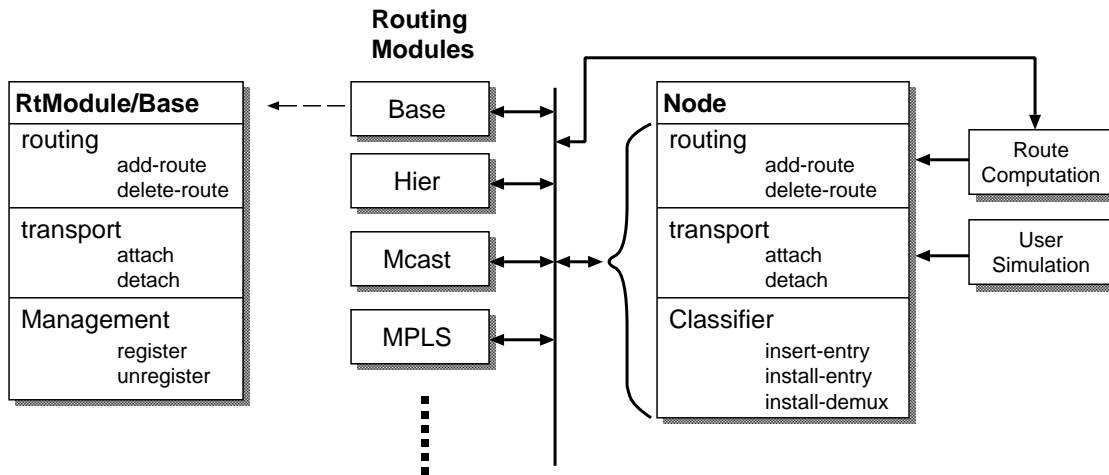 Routing
Modules
RtModule/Base
routing
add-route
delete-route
transport
attach
detach
Management
register
unregister
Base
Hier
Mcast
MPLS
Node
routing
add-route
delete-route
transport
attach
detach
Classifier
insert-entry
install-entry
install-demux
Route
Computation
User
Simulation